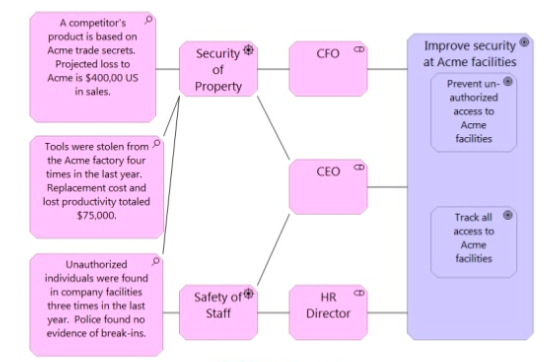 A competitor's
product is based on
Acme trade secrets.
Projected loss to
Acme is $400,00 US
in sales.
Security
of
Property
CFO
Improve security
at Acme facilities
Prevent un-
authorized
access to
Acme
facilities
Tools were stolen from
the Acme factory four
times in the last year.
Replacement cost and
lost productivity totaled
$75,000.
CEO
Track all
access to
Acme
facilities
Unauthorized
individuals were found
in company facilities
three times in the last
year. Police found no
evidence of break-ins.
Safety of
Staff
HR
Director